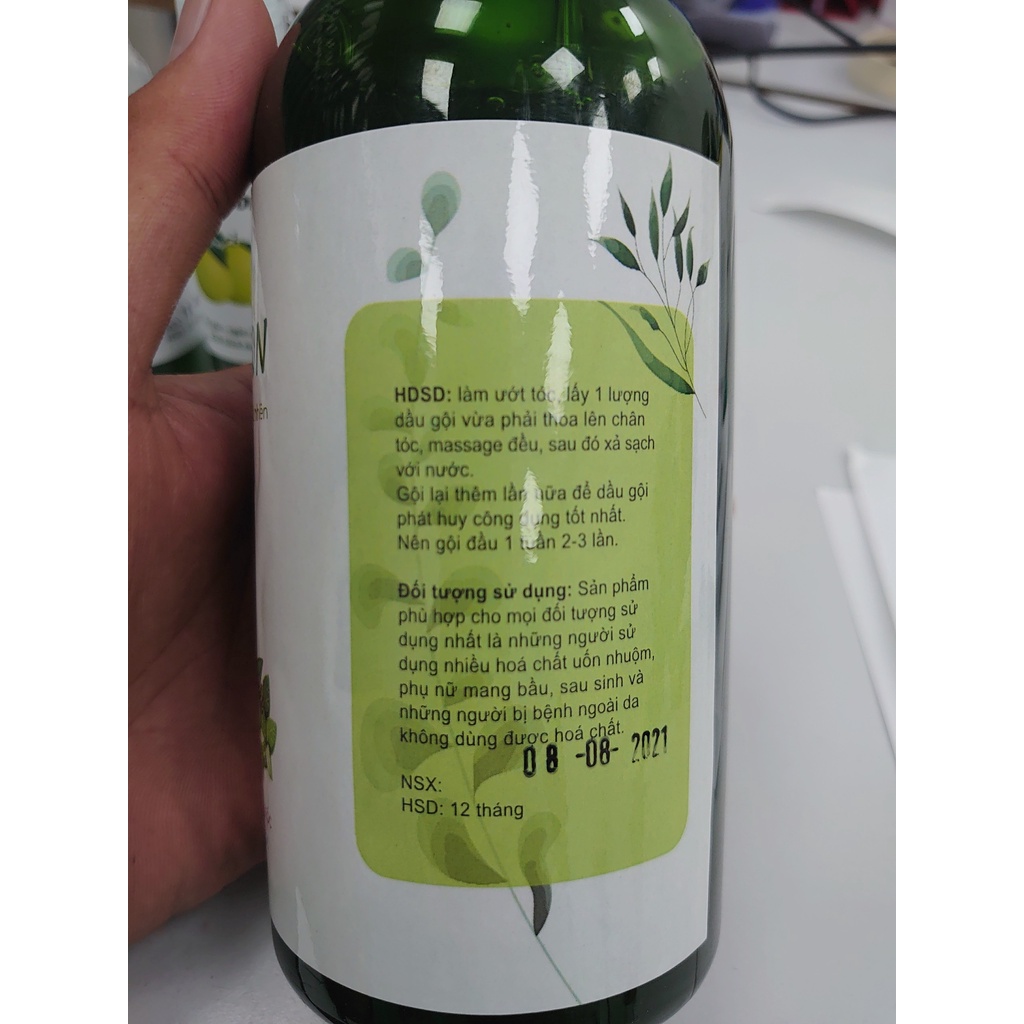 HDSD: làm ướt tóc, lấy 1 lượng
dầu gội vừa phải thoa lên chân
tóc, massage đều, sau đó xả sạch
với nước.
Gội lại thêm lần nữa để dầu gội
phát huy công dụng tốt nhất.
Nên gội đầu 1 tuần 2-3 lần.
Đối tượng sử dụng: Sản phẩm
phù hợp cho mọi đối tượng sử
dụng nhất là những người sử
dụng nhiều hoá chất uốn nhuộm,
phụ nữ mang bầu, sau sinh và
những người bị bệnh ngoài da
không dùng được hoá chất.
08 -08- 2021
NSX:
HSD: 12 tháng